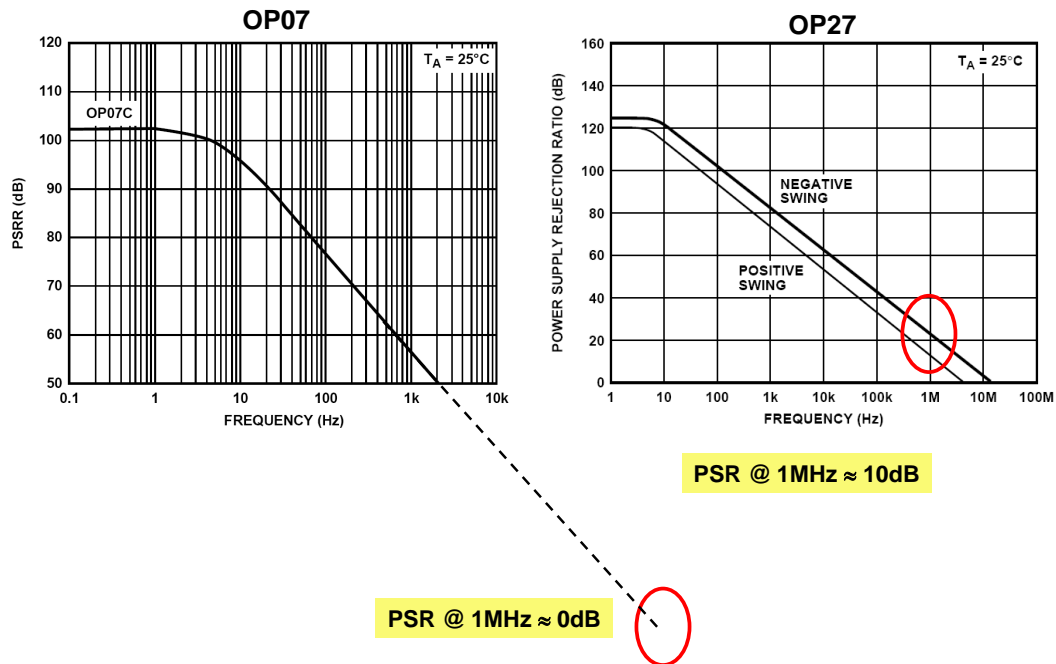 OP07
120
110
100
90
80
70
60
50
PSRR (dB)
OP07C
T_A = 25°C
0.1 1 10 100 1k 10k
FREQUENCY (Hz)
OP27
160
140
120
100
80
60
40
20
0
POWER SUPPLY REJECTION RATIO (dB)
T_A = 25°C
NEGATIVE
SWING
POSITIVE
SWING
1 10 100 1k 10k 100k 1M 10M 100M
FREQUENCY (Hz)
PSR @ 1MHz ≈ 10dB
PSR @ 1MHz ≈ 0dB